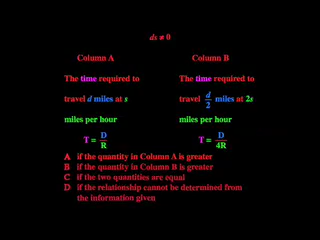 ds ≠ 0
Column A Column B
The time required to The time required to
travel d miles at s travel d/2 miles at 2s
miles per hour miles per hour
T = D/R T = D/4R
A if the quantity in Column A is greater
B if the quantity in Column B is greater
C if the two quantities are equal
D if the relationship cannot be determined from
the information given